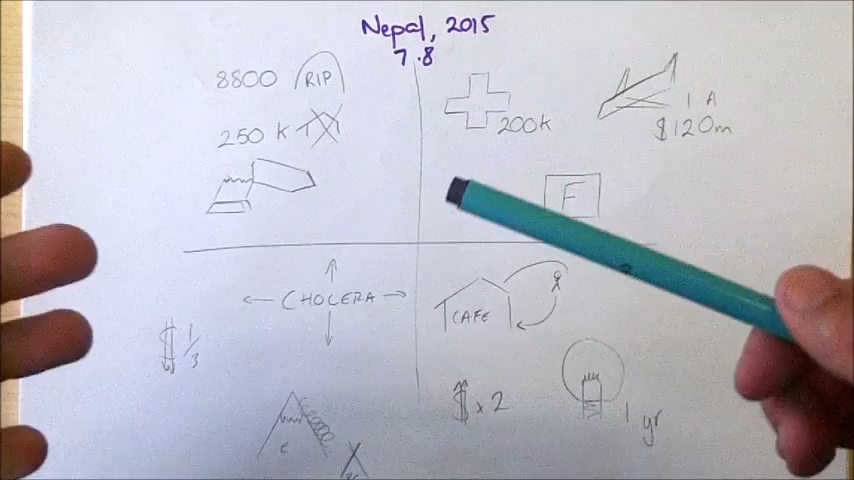 Nepal, 2015
7.8
8800 RIP
250 K
200k
1 A
$120m
F
CHOLERA
$ 1/3
CAFE
$ x 2
1 yr